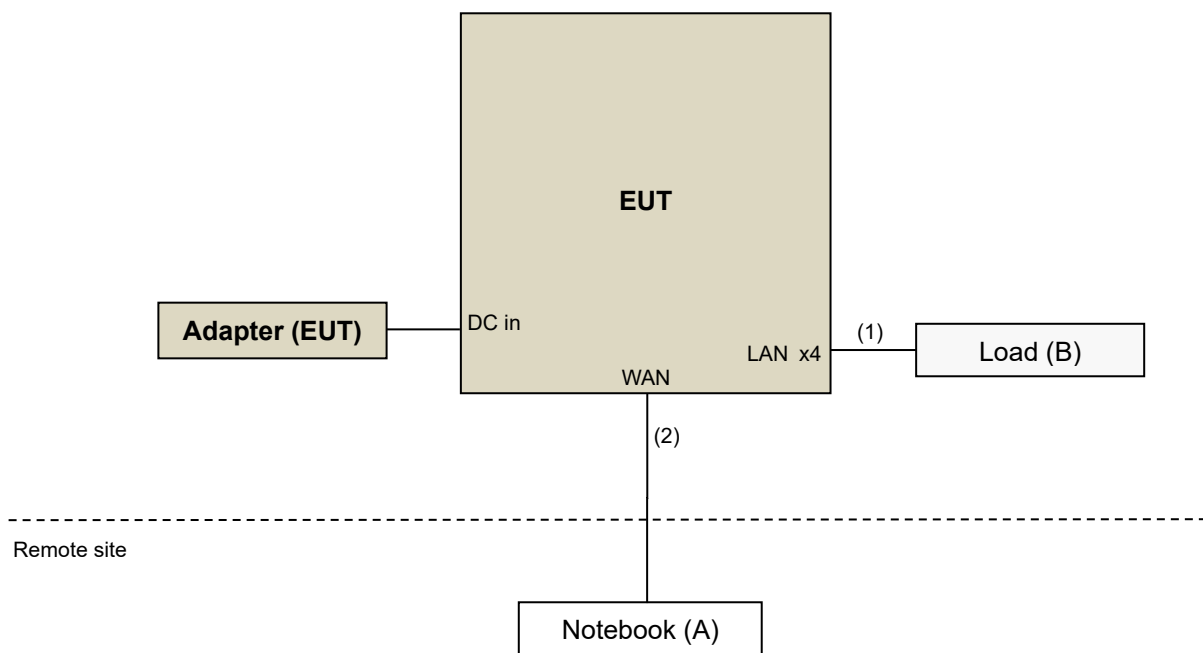 EUT
Adapter (EUT)
DC in
(1)
LAN x4
Load (B)
WAN
(2)
Remote site
Notebook (A)